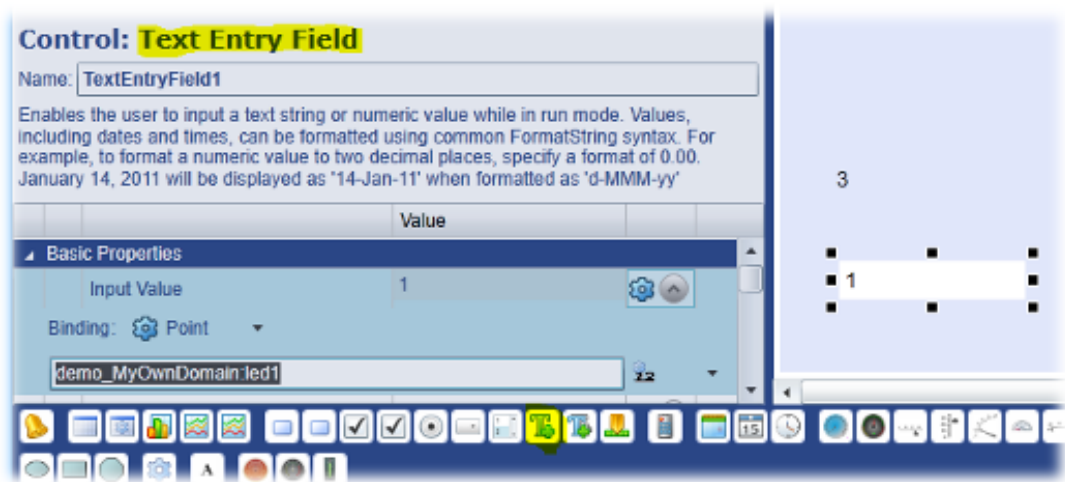 Control: Text Entry Field
Name: TextEntryField1
Enables the user to input a text string or numeric value while in run mode. Values,
including dates and times, can be formatted using common FormatString syntax. For
example, to format a numeric value to two decimal places, specify a format of 0.00.
January 14, 2011 will be displayed as '14-Jan-11' when formatted as 'd-MMM-yy'
Value
Basic Properties
Input Value 1
Binding: Point
demo_MyOwnDomain:led1
3
1
15
A